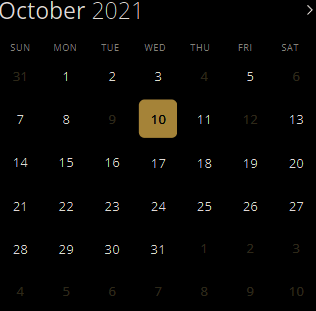 October 2021
SUN MON TUE WED THU FRI SAT
31 1 2 3 4 5 6
7 8 9 10 11 12 13
14 15 16 17 18 19 20
21 22 23 24 25 26 27
28 29 30 31 1 2 3
4 5 6 7 8 9 10